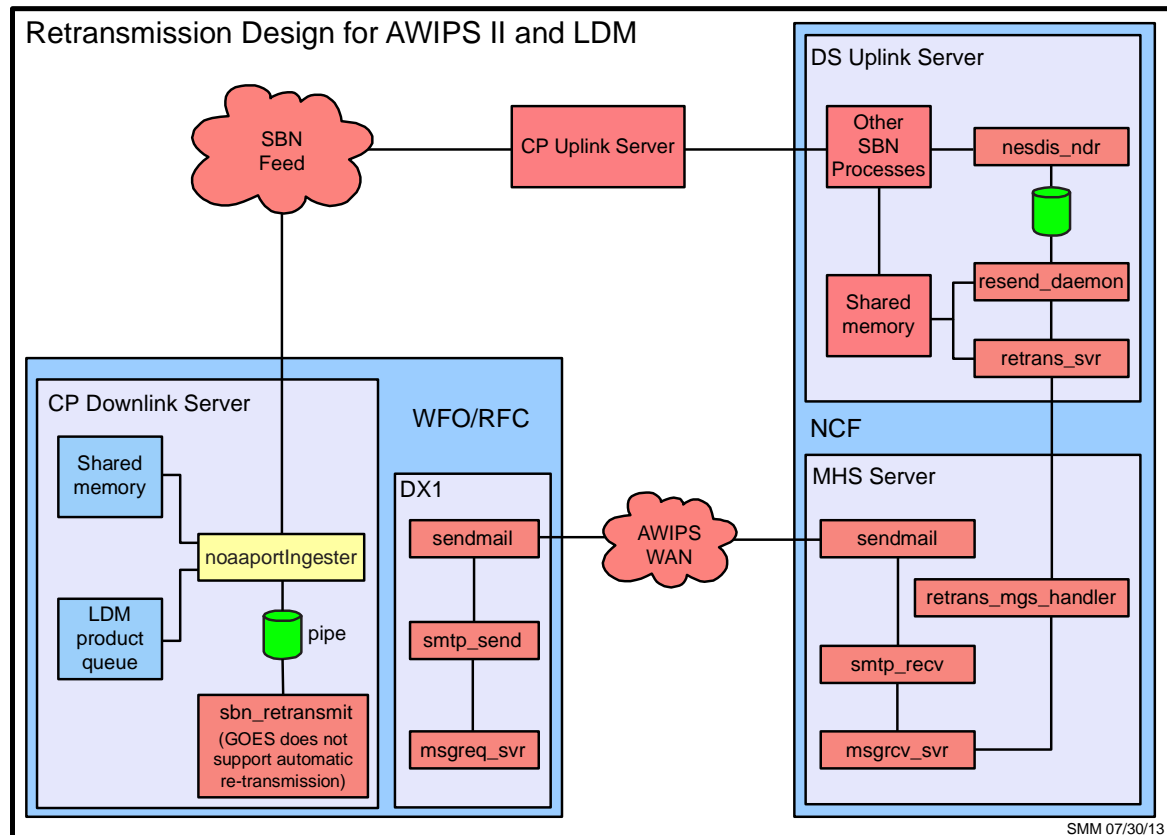 Retransmission Design for AWIPS II and LDM
SBN
Feed
CP Uplink Server
DS Uplink Server
Other
SBN
Processes
nesdis_ndr
Shared
memory
resend_daemon
retrans_svr
NCF
MHS Server
sendmail
retrans_mgs_handler
smtp_recv
msgrcv_svr
AWIPS
WAN
WFO/RFC
CP Downlink Server
Shared
memory
noaaportIngester
LDM
product
queue
pipe
sbn_retransmit
(GOES does not
support automatic
re-transmission)
DX1
sendmail
smtp_send
msgreq_svr
SMM 07/30/13